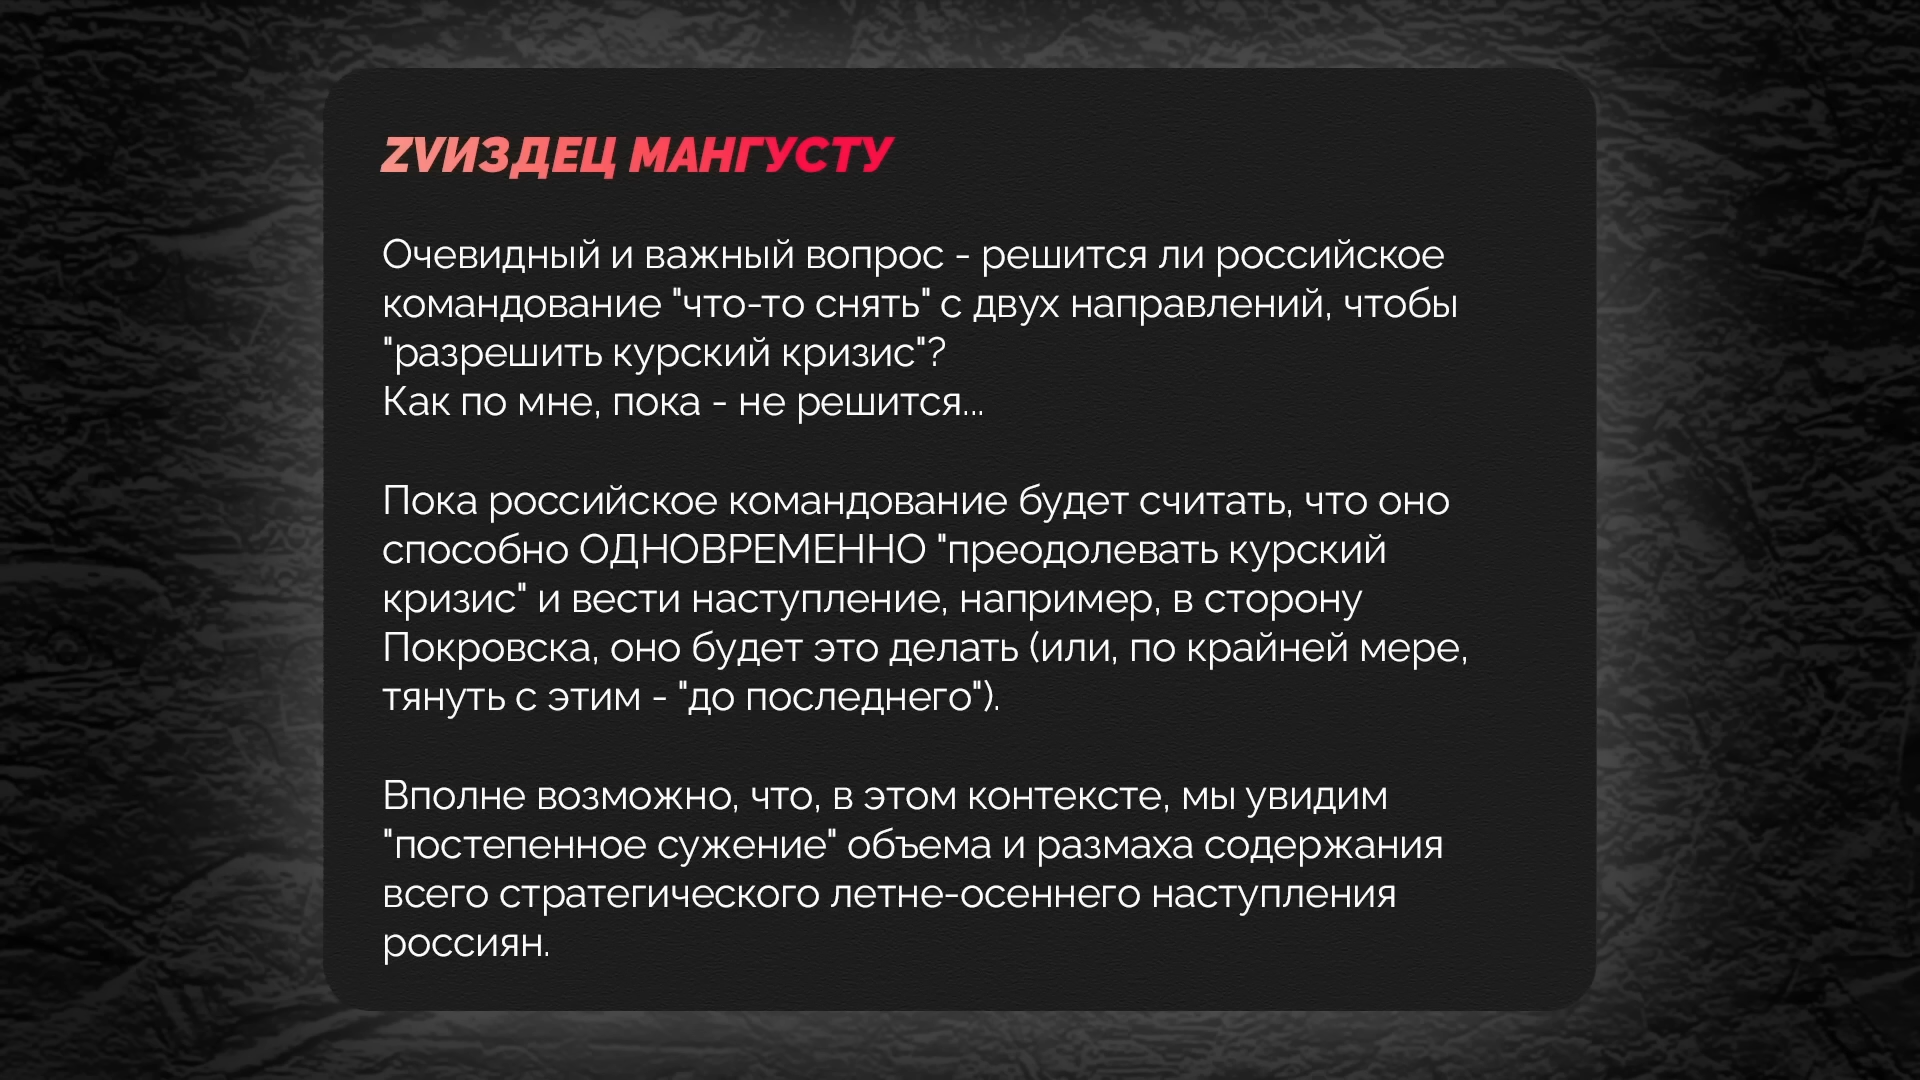 ZVИЗДЕЦ МАНГУСТУ
Очевидный и важный вопрос - решится ли российское
командование "что-то снять" с двух направлений, чтобы
"разрешить курский кризис"?
Как по мне, пока - не решится...
Пока российское командование будет считать, что оно
способно ОДНОВРЕМЕННО "преодолевать курский
кризис" и вести наступление, например, в сторону
Покровска, оно будет это делать (или, по крайней мере,
тянуть с этим - "до последнего").
Вполне возможно, что, в этом контексте, мы увидим
"постепенное сужение" объема и размаха содержания
всего стратегического летне-осеннего наступления
россиян.